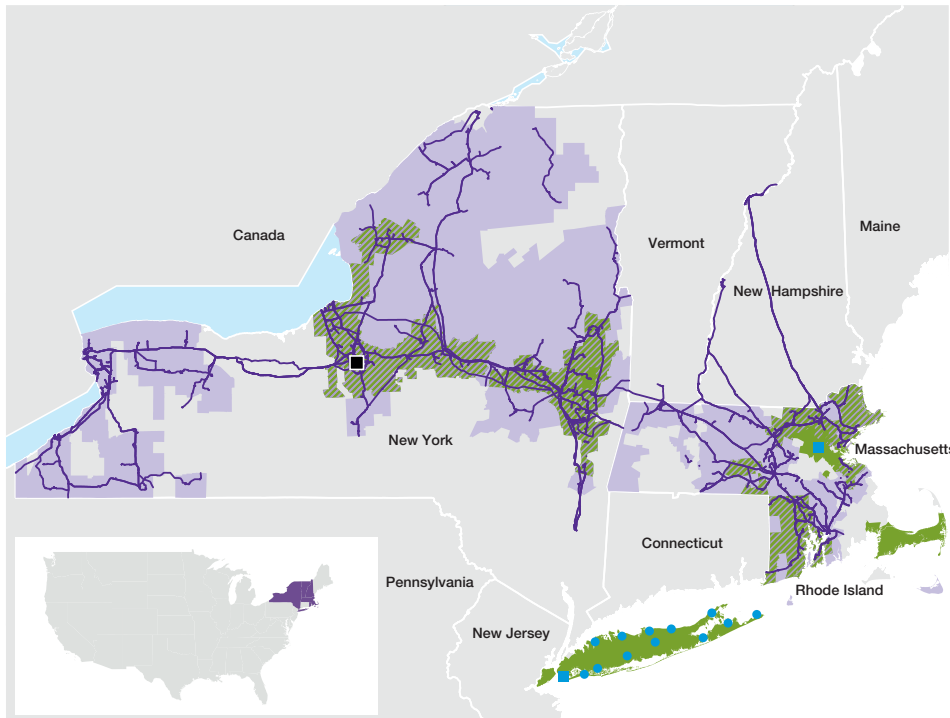 Canada
Vermont
Maine
New Hampshire
New York
Massachusetts
Connecticut
Pennsylvania
Rhode Island
New Jersey